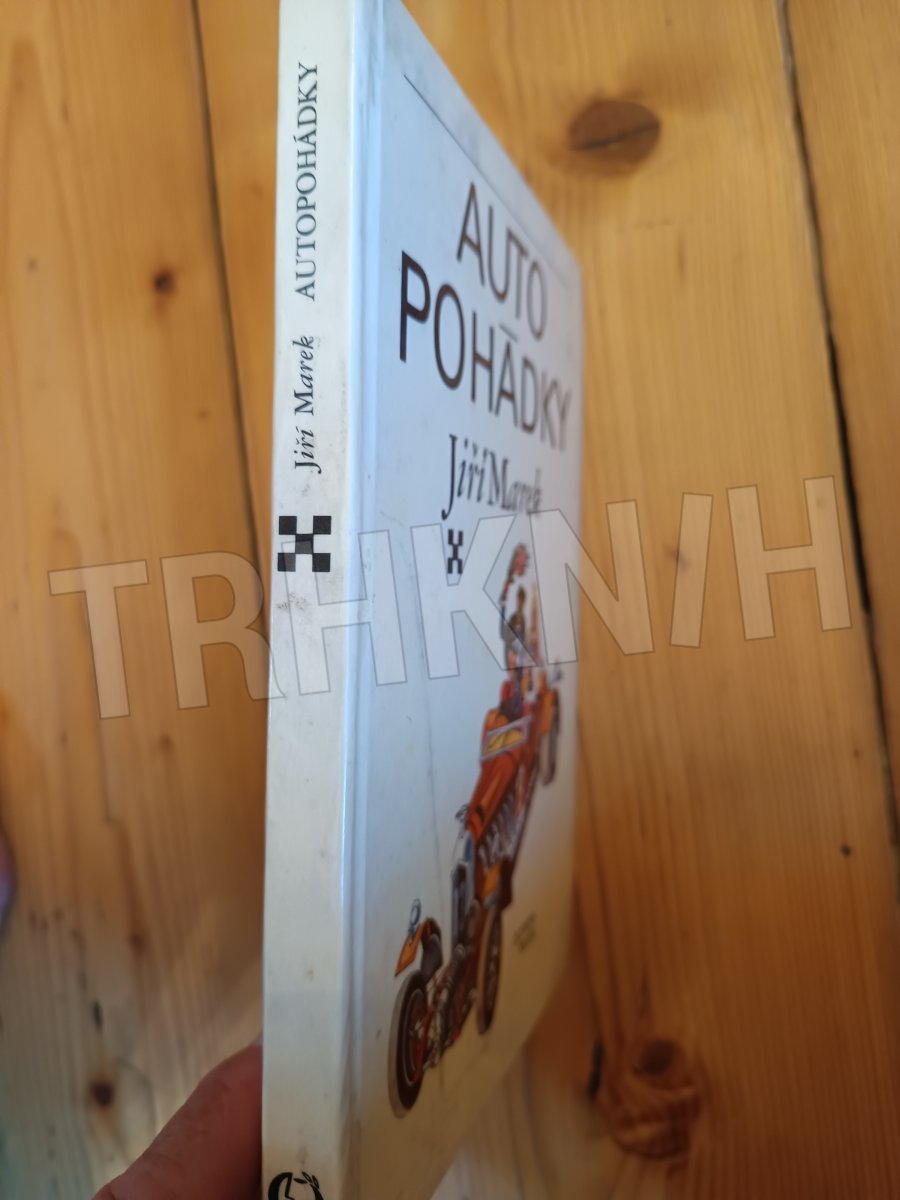 Jiří Marek AUTOPOHÁDKY
AUTO
POHÁDKY
Jiří Marek
TRHKNIH